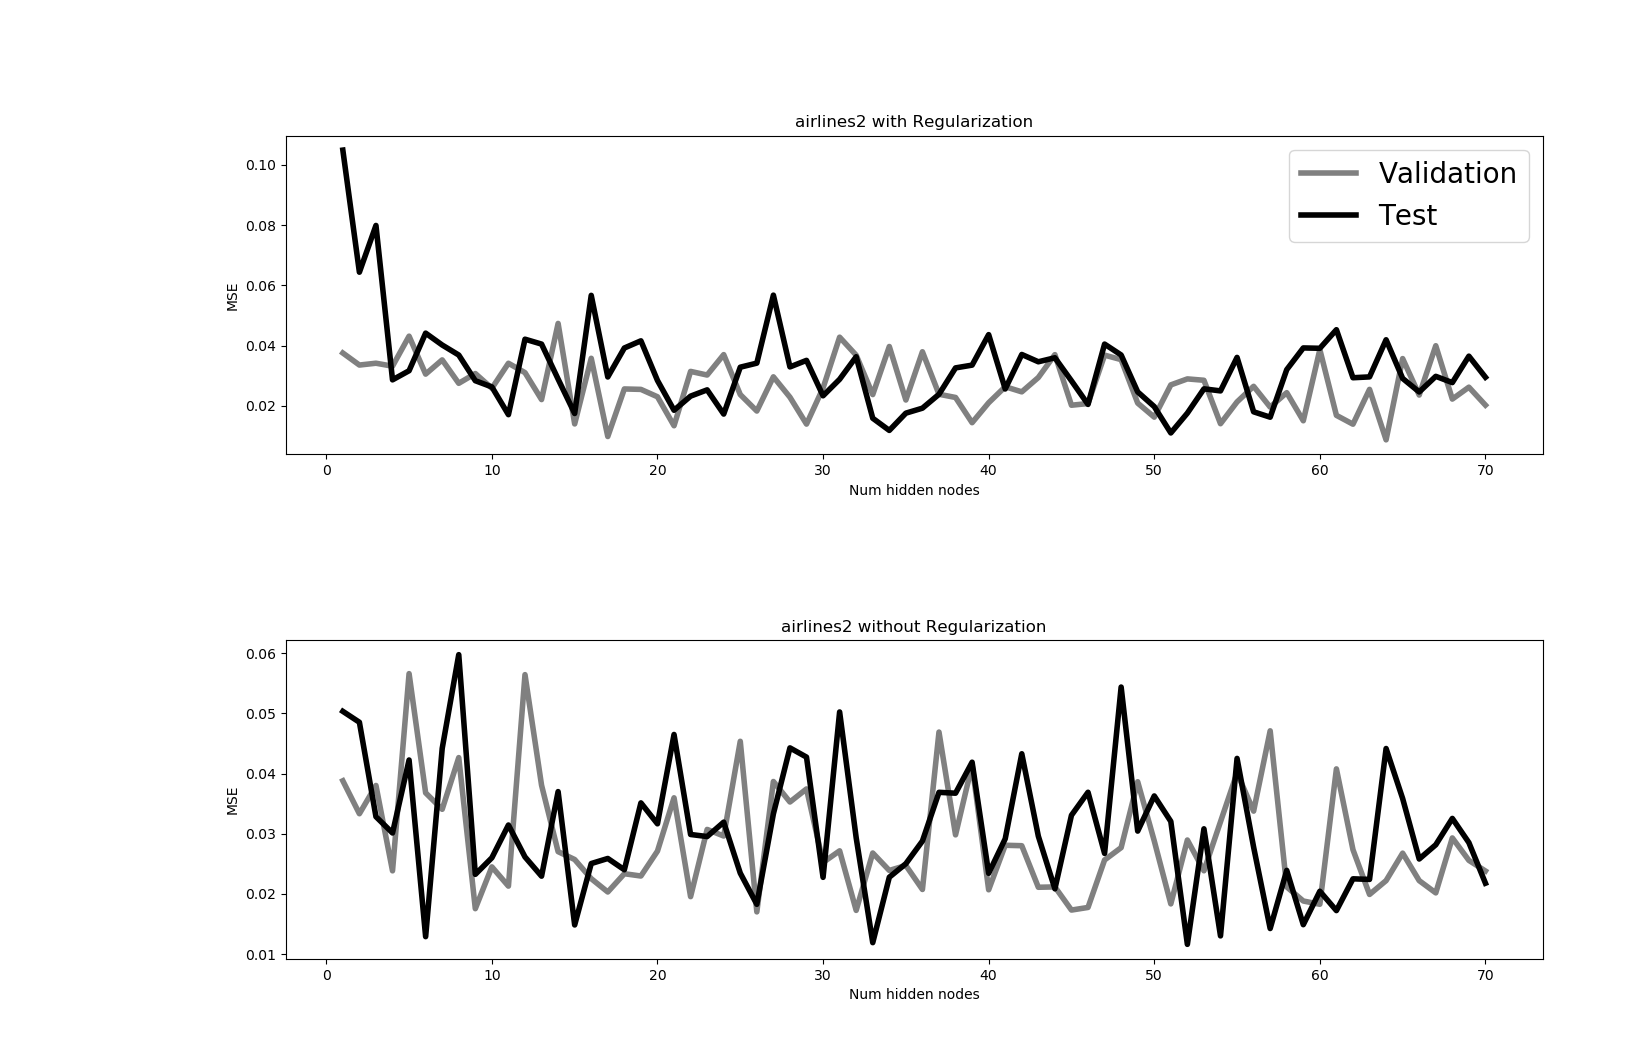 airlines2 with Regularization
0.10
0.08
0.06
0.04
0.02
MSE
Validation
Test
0 10 20 30 40 50 60 70
Num hidden nodes
airlines2 without Regularization
0.06
0.05
0.04
0.03
0.02
0.01
MSE
0 10 20 30 40 50 60 70
Num hidden nodes